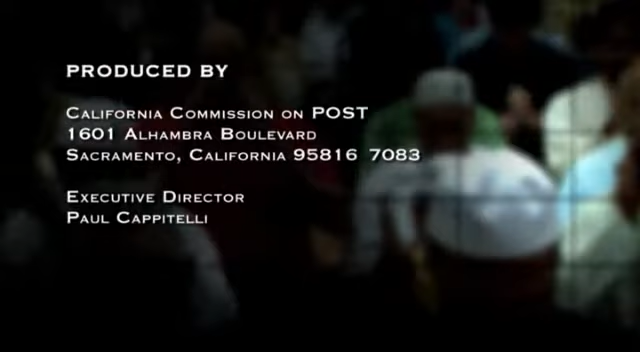 PRODUCED BY
CALIFORNIA COMMISSION ON POST
1601 ALHAMBRA BOULEVARD
SACRAMENTO, CALIFORNIA 95816 7083
EXECUTIVE DIRECTOR
PAUL CAPPITELLI